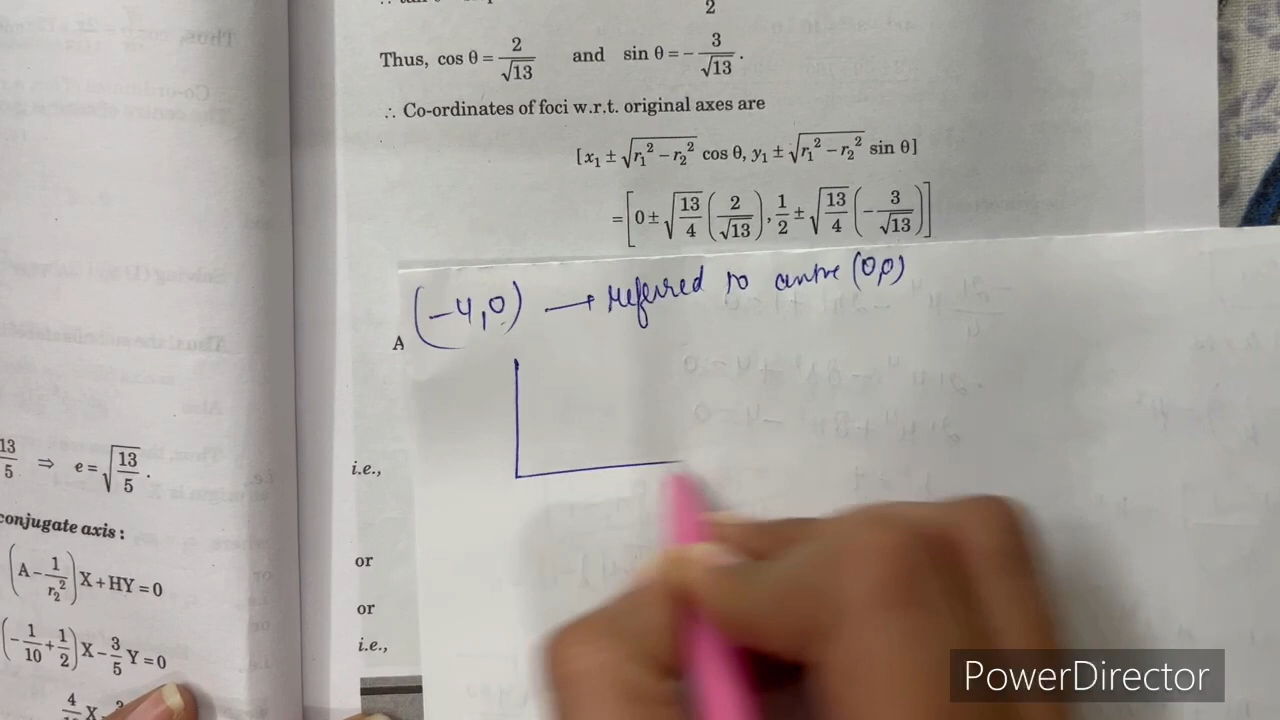 2
Thus, cos θ = 2/√13 and sin θ = − 3/√13 .
∴ Co-ordinates of foci w.r.t. original axes are
[x₁ ± √(r₁² − r₂²) cos θ, y₁ ± √(r₁² − r₂²) sin θ]
= [0 ± √(13/4) (2/√13), 1/2 ± √(13/4) (− 3/√13)]
(−4,0) → referred to centre (0,0)
A
13/5 ⇒ e = √(13/5) .
conjugate axis :
(A − 1/r₂²) X + HY = 0
(− 1/10 + 1/2) X − 3/5 Y = 0
4
X
i.e.,
or
or
i.e.,
PowerDirector